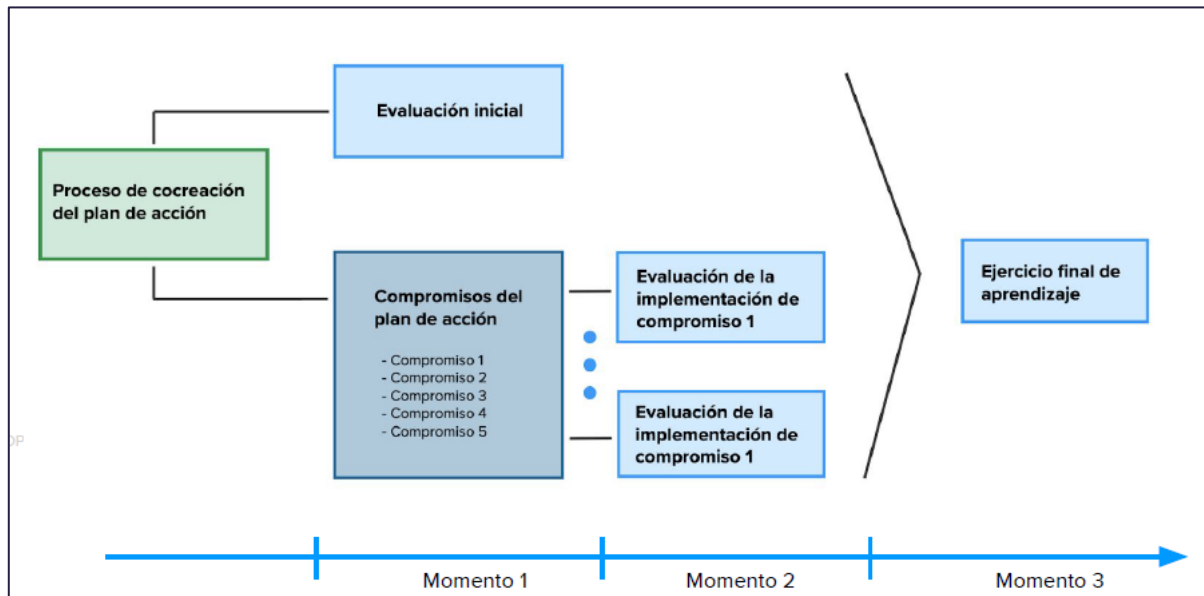 Evaluación inicial
Proceso de cocreación
del plan de acción
Compromisos del
plan de acción
- Compromiso 1
- Compromiso 2
- Compromiso 3
- Compromiso 4
- Compromiso 5
Evaluación de la
implementación de
compromiso 1
Evaluación de la
implementación de
compromiso 1
Ejercicio final de
aprendizaje
OP
Momento 1
Momento 2
Momento 3